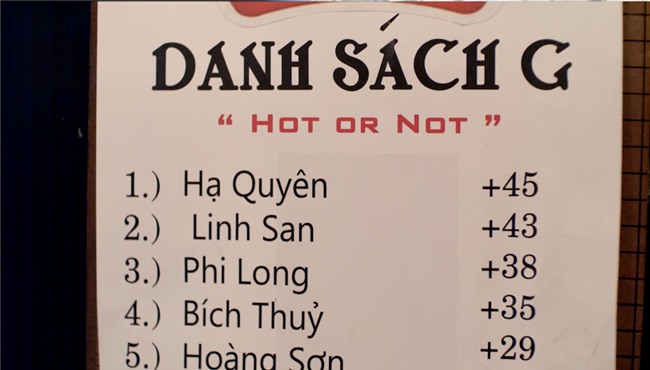 DANH SÁCH G
“ HOT OR NOT ”
1.) Hạ Quyên +45
2.) Linh San +43
3.) Phi Long +38
4.) Bích Thuỷ +35
5.) Hoàng Sơn +29